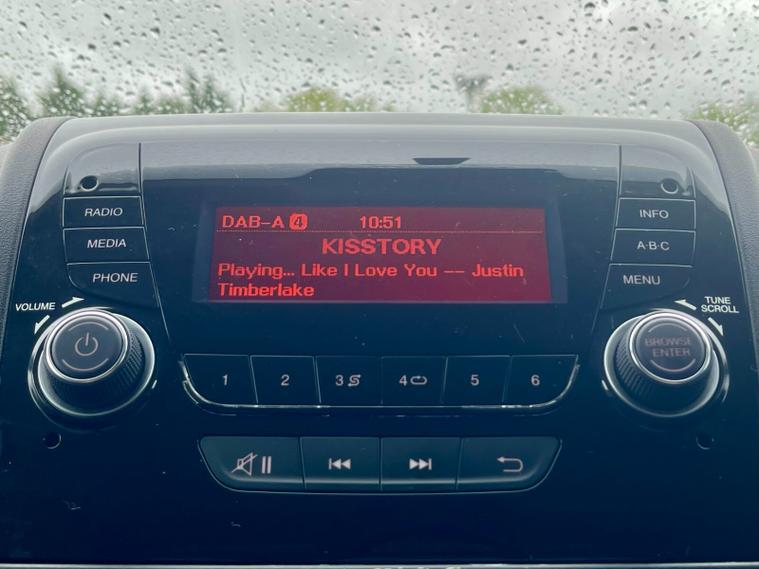 RADIO
MEDIA
PHONE
VOLUME
DAB-A 4 10:51
KISSTORY
Playing... Like I Love You -- Justin
Timberlake
INFO
A·B·C
MENU
TUNE
SCROLL
BROWSE
ENTER
1 2 3 4 5 6